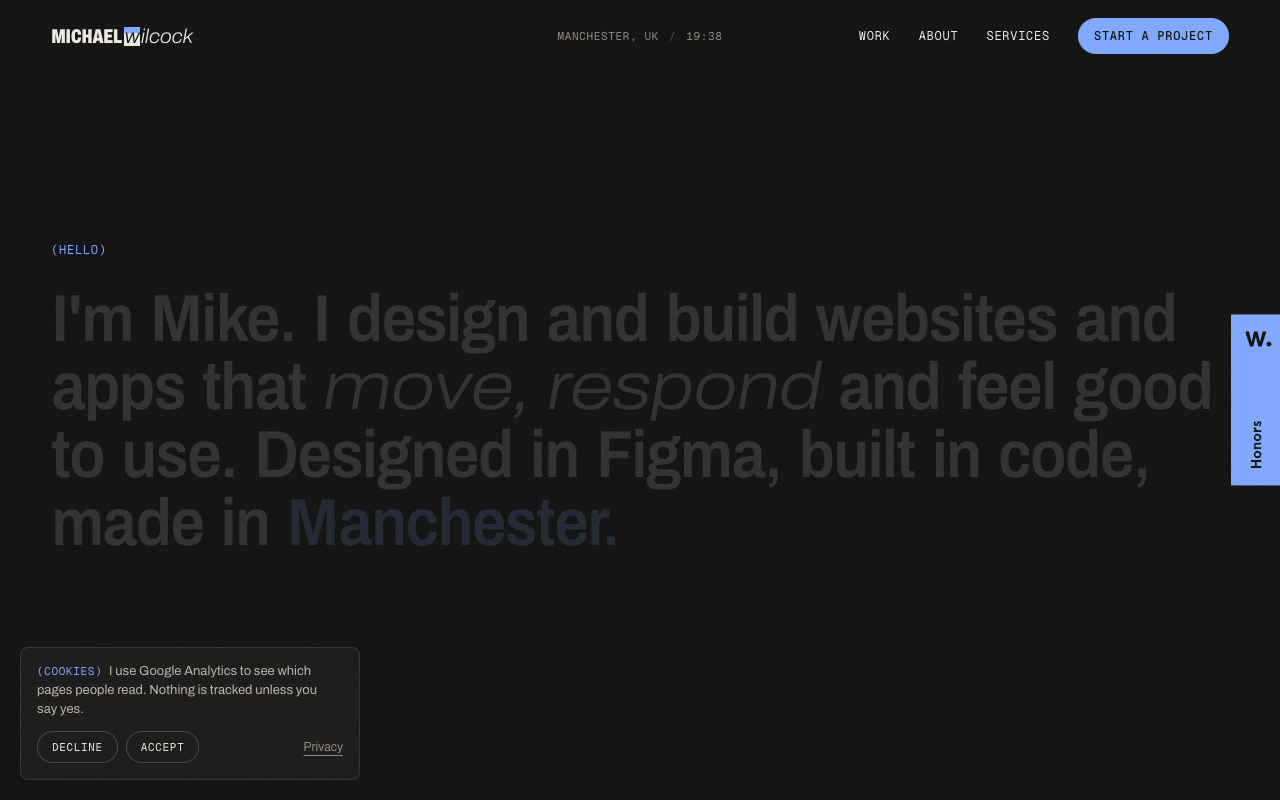 MICHAELwilcock
MANCHESTER, UK / 19:38
WORK
ABOUT
SERVICES
START A PROJECT
(HELLO)
I'm Mike. I design and build websites and
apps that move, respond and feel good
to use. Designed in Figma, built in code,
made in Manchester.
W.
Honors
(COOKIES) I use Google Analytics to see which
pages people read. Nothing is tracked unless you
say yes.
DECLINE
ACCEPT
Privacy